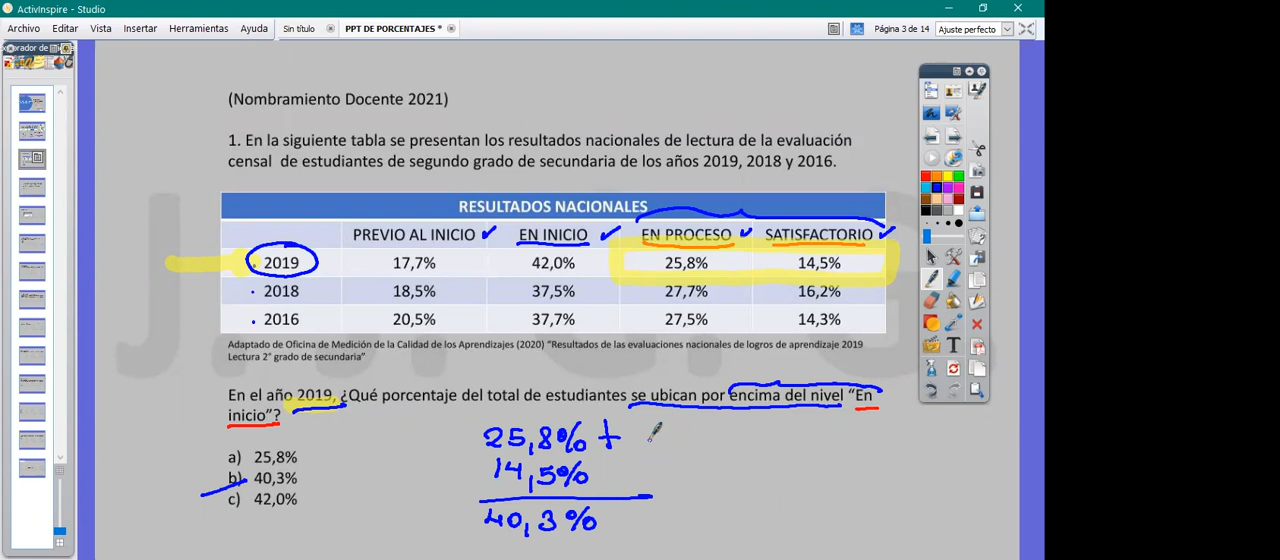 ActivInspire - Studio
Archivo Editar Vista Insertar Herramientas Ayuda Sin título PPT DE PORCENTAJES * Página 3 de 14 Ajuste perfecto
(Nombramiento Docente 2021)
1. En la siguiente tabla se presentan los resultados nacionales de lectura de la evaluación
censal de estudiantes de segundo grado de secundaria de los años 2019, 2018 y 2016.
RESULTADOS NACIONALES
PREVIO AL INICIO EN INICIO EN PROCESO SATISFACTORIO
2019 17,7% 42,0% 25,8% 14,5%
2018 18,5% 37,5% 27,7% 16,2%
2016 20,5% 37,7% 27,5% 14,3%
Adaptado de Oficina de Medición de la Calidad de los Aprendizajes (2020) “Resultados de las evaluaciones nacionales de logros de aprendizaje 2019
Lectura 2° grado de secundaria”
En el año 2019, ¿Qué porcentaje del total de estudiantes se ubican por encima del nivel “En
inicio”?
a) 25,8%
b) 40,3%
c) 42,0%
25,8% +
14,5%
40,3%